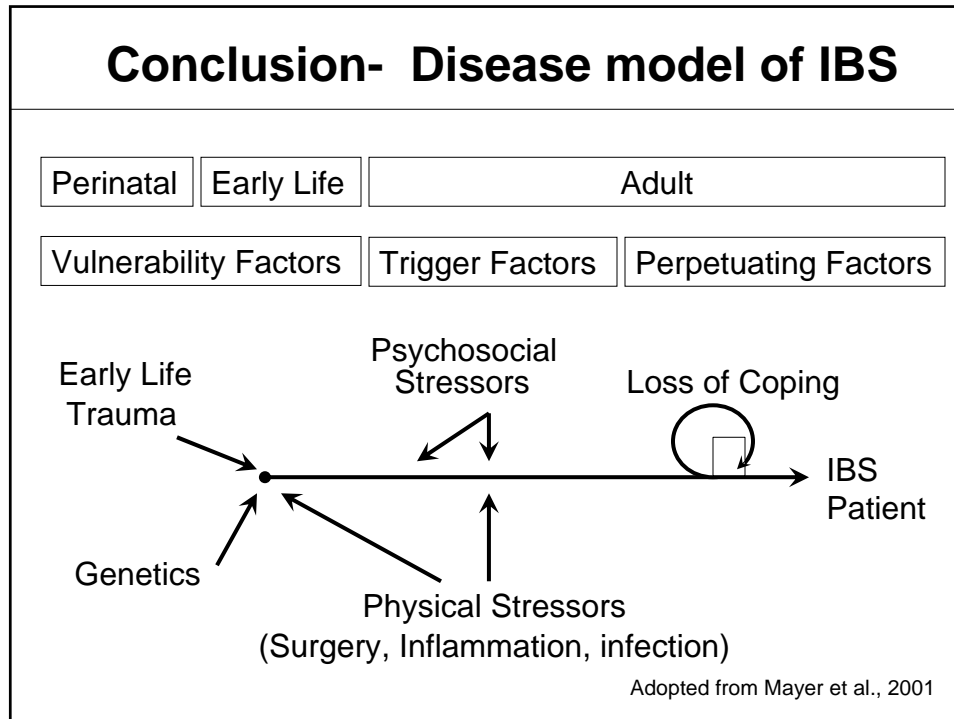 Conclusion-  Disease model of IBS
Perinatal
Early Life
Adult
Vulnerability Factors
Trigger Factors
Perpetuating Factors
Early Life
Trauma
Psychosocial
Stressors
Loss of Coping
IBS
Patient
Genetics
Physical Stressors
(Surgery, Inflammation, infection)
Adopted from Mayer et al., 2001